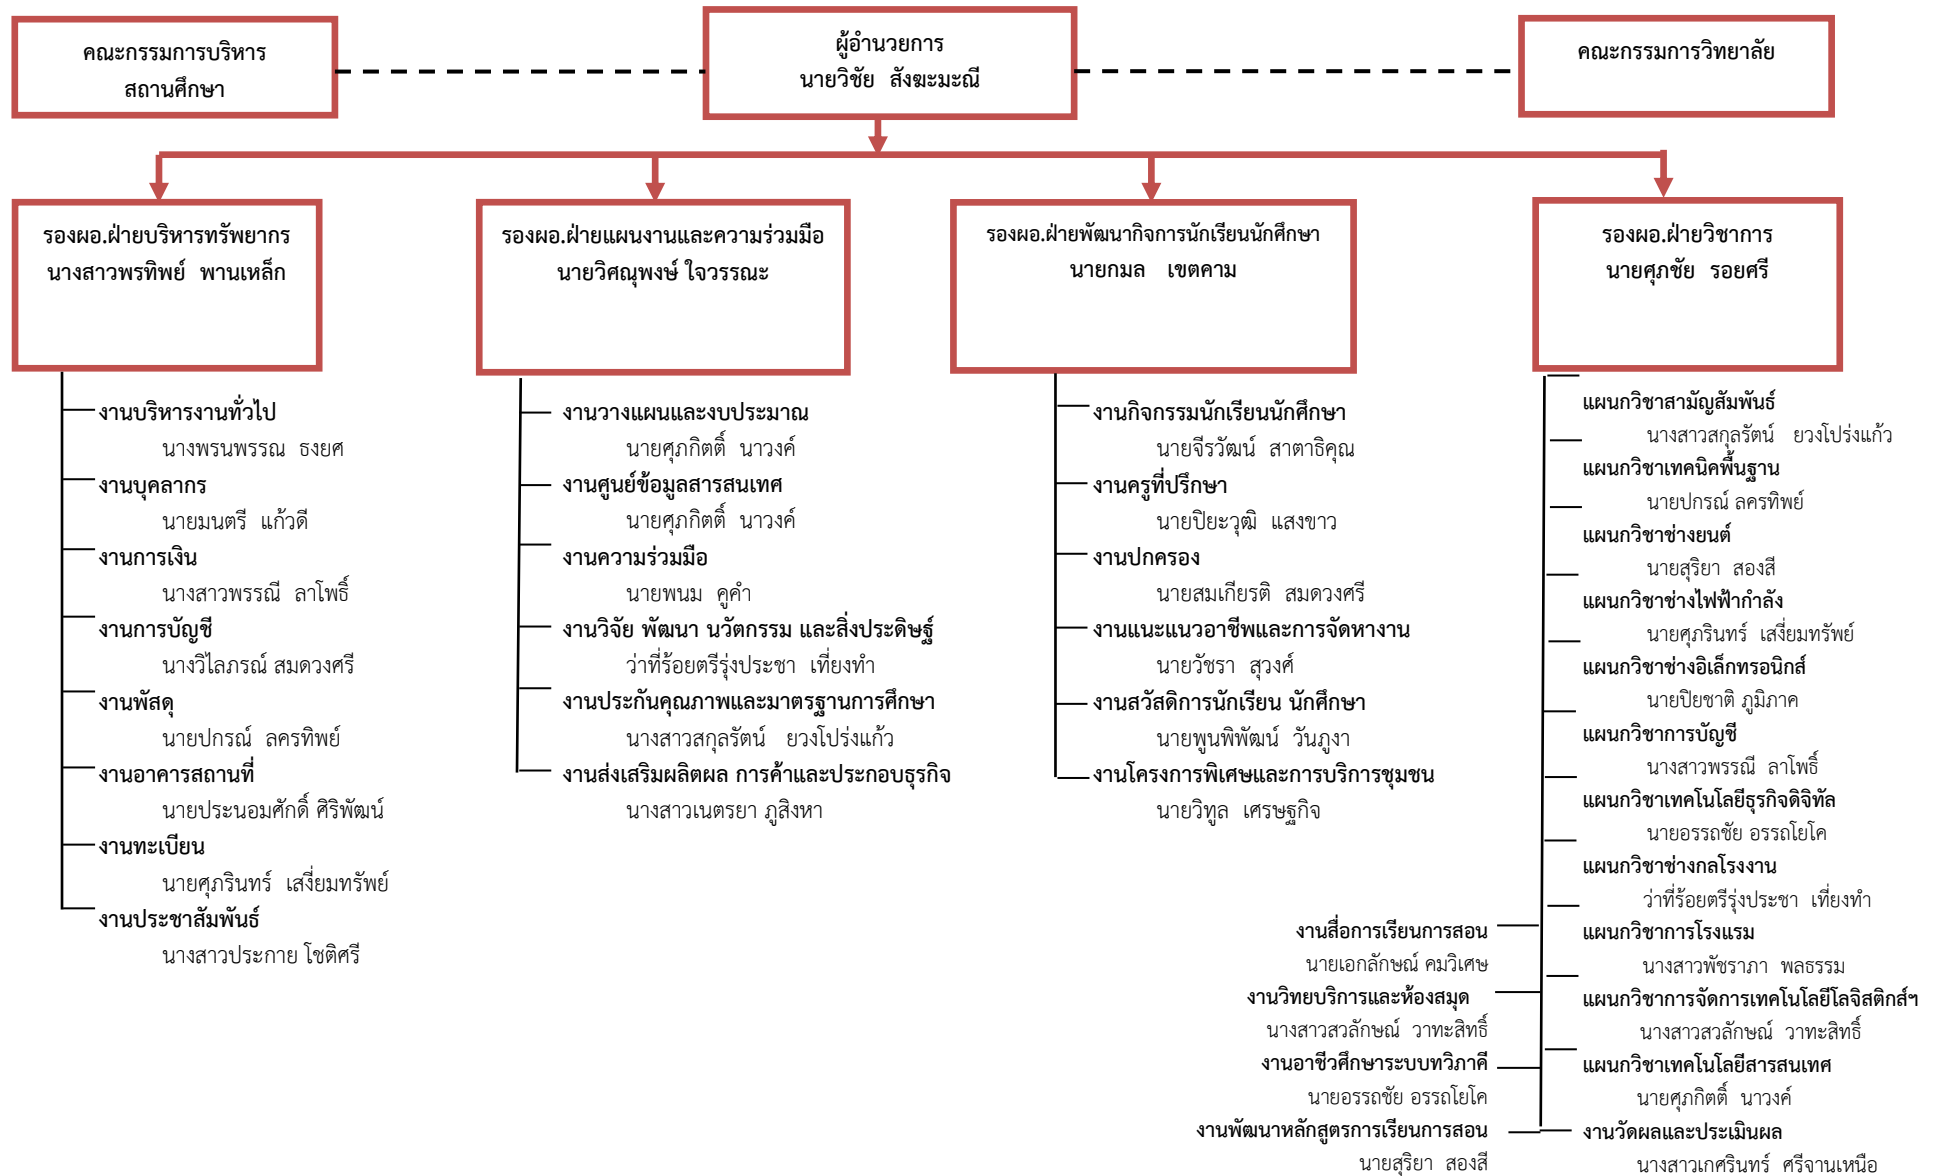 คณะกรรมการบริหาร
สถานศึกษา
ผู้อำนวยการ
นายวิชัย สังฆะมะณี
คณะกรรมการวิทยาลัย
รองผอ.ฝ่ายบริหารทรัพยากร
นางสาวพรทิพย์ พานเหล็ก
รองผอ.ฝ่ายแผนงานและความร่วมมือ
นายวิศณุพงษ์ ใจวรรณะ
รองผอ.ฝ่ายพัฒนากิจการนักเรียนนักศึกษา
นายกมล เขตคาม
รองผอ.ฝ่ายวิชาการ
นายศุภชัย รอยศรี
งานบริหารงานทั่วไป
นางพรนพรรณ ธงยศ
งานบุคลากร
นายมนตรี แก้วดี
งานการเงิน
นางสาวพรรณี ลาโพธิ์
งานการบัญชี
นางวิไลภรณ์ สมดวงศรี
งานพัสดุ
นายปกรณ์ ลครทิพย์
งานอาคารสถานที่
นายประนอมศักดิ์ ศิริพัฒน์
งานทะเบียน
นายศุภรินทร์ เสงี่ยมทรัพย์
งานประชาสัมพันธ์
นางสาวประกาย โชติศรี
งานวางแผนและงบประมาณ
นายศุภกิตติ์ นาวงค์
งานศูนย์ข้อมูลสารสนเทศ
นายศุภกิตติ์ นาวงค์
งานความร่วมมือ
นายพนม คูคำ
งานวิจัย พัฒนา นวัตกรรม และสิ่งประดิษฐ์
ว่าที่ร้อยตรีรุ่งประชา เที่ยงทำ
งานประกันคุณภาพและมาตรฐานการศึกษา
นางสาวสกุลรัตน์ ยวงโปร่งแก้ว
งานส่งเสริมผลิตผล การค้าและประกอบธุรกิจ
นางสาวเนตรยา ภูสิงหา
งานกิจกรรมนักเรียนนักศึกษา
นายจีรวัฒน์ สาตาธิคุณ
งานครูที่ปรึกษา
นายปิยะวุฒิ แสงขาว
งานปกครอง
นายสมเกียรติ สมดวงศรี
งานแนะแนวอาชีพและการจัดหางาน
นายวัชรา สุวงศ์
งานสวัสดิการนักเรียน นักศึกษา
นายพูนพิพัฒน์ วันภูงา
งานโครงการพิเศษและการบริการชุมชน
นายวิทูล เศรษฐกิจ
แผนกวิชาสามัญสัมพันธ์
นางสาวสกุลรัตน์ ยวงโปร่งแก้ว
แผนกวิชาเทคนิคพื้นฐาน
นายปกรณ์ ลครทิพย์
แผนกวิชาช่างยนต์
นายสุริยา สองสี
แผนกวิชาช่างไฟฟ้ากำลัง
นายศุภรินทร์ เสงี่ยมทรัพย์
แผนกวิชาช่างอิเล็กทรอนิกส์
นายปิยชาติ ภูมิภาค
แผนกวิชาการบัญชี
นางสาวพรรณี ลาโพธิ์
แผนกวิชาเทคโนโลยีธุรกิจดิจิทัล
นายอรรถชัย อรรถโยโค
แผนกวิชาช่างกลโรงงาน
ว่าที่ร้อยตรีรุ่งประชา เที่ยงทำ
แผนกวิชาการโรงแรม
นางสาวพัชราภา พลธรรม
แผนกวิชาการจัดการเทคโนโลยีโลจิสติกส์ฯ
นางสาวสวลักษณ์ วาทะสิทธิ์
แผนกวิชาเทคโนโลยีสารสนเทศ
นายศุภกิตติ์ นาวงค์
งานวัดผลและประเมินผล
นางสาวเกศรินทร์ ศรีจานเหนือ
งานสื่อการเรียนการสอน
นายเอกลักษณ์ คมวิเศษ
งานวิทยบริการและห้องสมุด
นางสาวสวลักษณ์ วาทะสิทธิ์
งานอาชีวศึกษาระบบทวิภาคี
นายอรรถชัย อรรถโยโค
งานพัฒนาหลักสูตรการเรียนการสอน
นายสุริยา สองสี